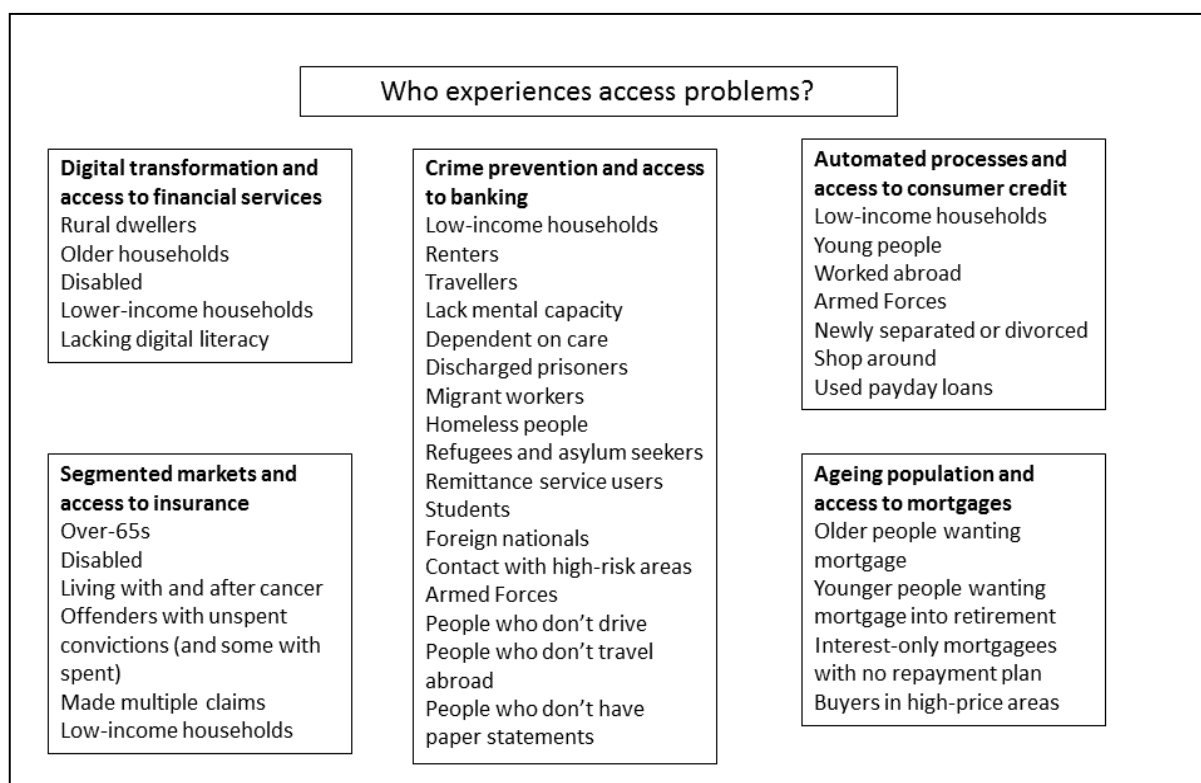 Who experiences access problems?
Digital transformation and
access to financial services
Rural dwellers
Older households
Disabled
Lower-income households
Lacking digital literacy
Segmented markets and
access to insurance
Over-65s
Disabled
Living with and after cancer
Offenders with unspent
convictions (and some with
spent)
Made multiple claims
Low-income households
Crime prevention and access
to banking
Low-income households
Renters
Travellers
Lack mental capacity
Dependent on care
Discharged prisoners
Migrant workers
Homeless people
Refugees and asylum seekers
Remittance service users
Students
Foreign nationals
Contact with high-risk areas
Armed Forces
People who don't drive
People who don't travel
abroad
People who don't have
paper statements
Automated processes and
access to consumer credit
Low-income households
Young people
Worked abroad
Armed Forces
Newly separated or divorced
Shop around
Used payday loans
Ageing population and
access to mortgages
Older people wanting
mortgage
Younger people wanting
mortgage into retirement
Interest-only mortgagees
with no repayment plan
Buyers in high-price areas